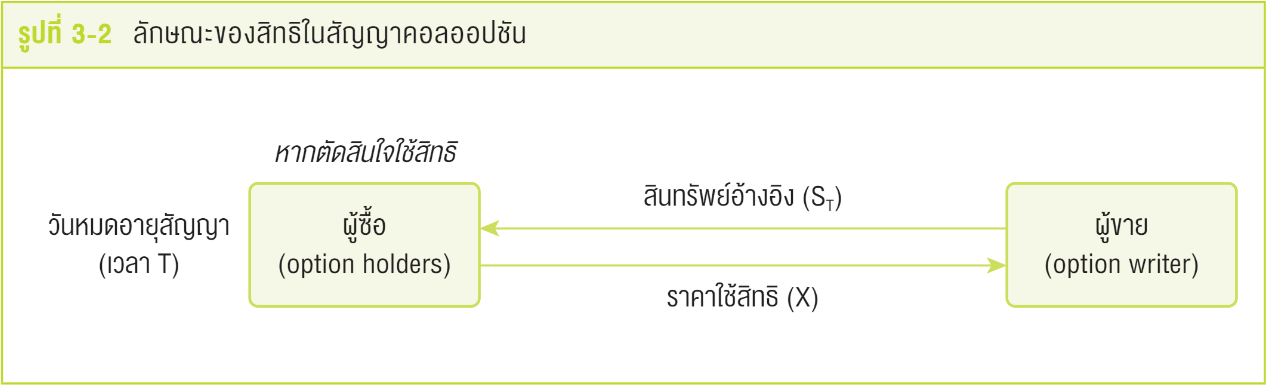 รูปที่ 3-2 ลักษณะของสิทธิในสัญญาคอลออปชัน
หากตัดสินใจใช้สิทธิ
วันหมดอายุสัญญา
(เวลา T)
ผู้ซื้อ
(option holders)
สินทรัพย์อ้างอิง (S_T)
ราคาใช้สิทธิ (X)
ผู้ขาย
(option writer)